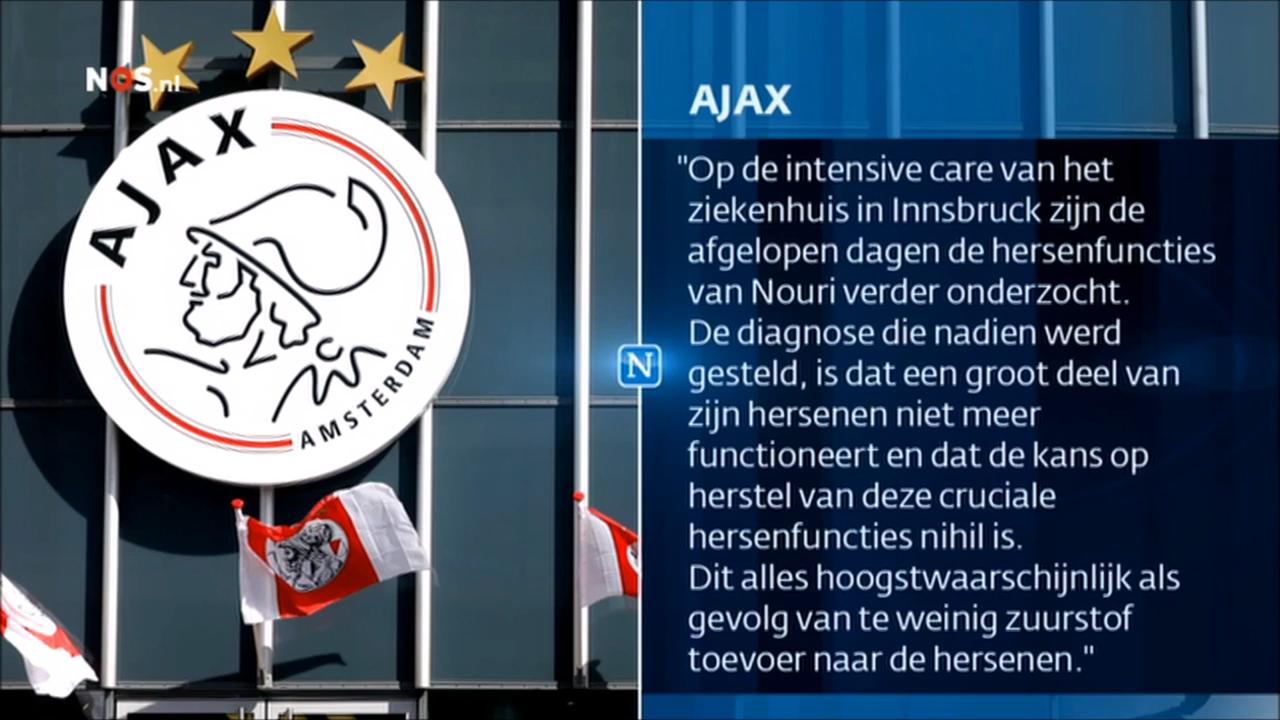 NOS.nl
AJAX
AMSTERDAM
N
AJAX
"Op de intensive care van het
ziekenhuis in Innsbruck zijn de
afgelopen dagen de hersenfuncties
van Nouri verder onderzocht.
De diagnose die nadien werd
gesteld, is dat een groot deel van
zijn hersenen niet meer
functioneert en dat de kans op
herstel van deze cruciale
hersenfuncties nihil is.
Dit alles hoogstwaarschijnlijk als
gevolg van te weinig zuurstof
toevoer naar de hersenen."